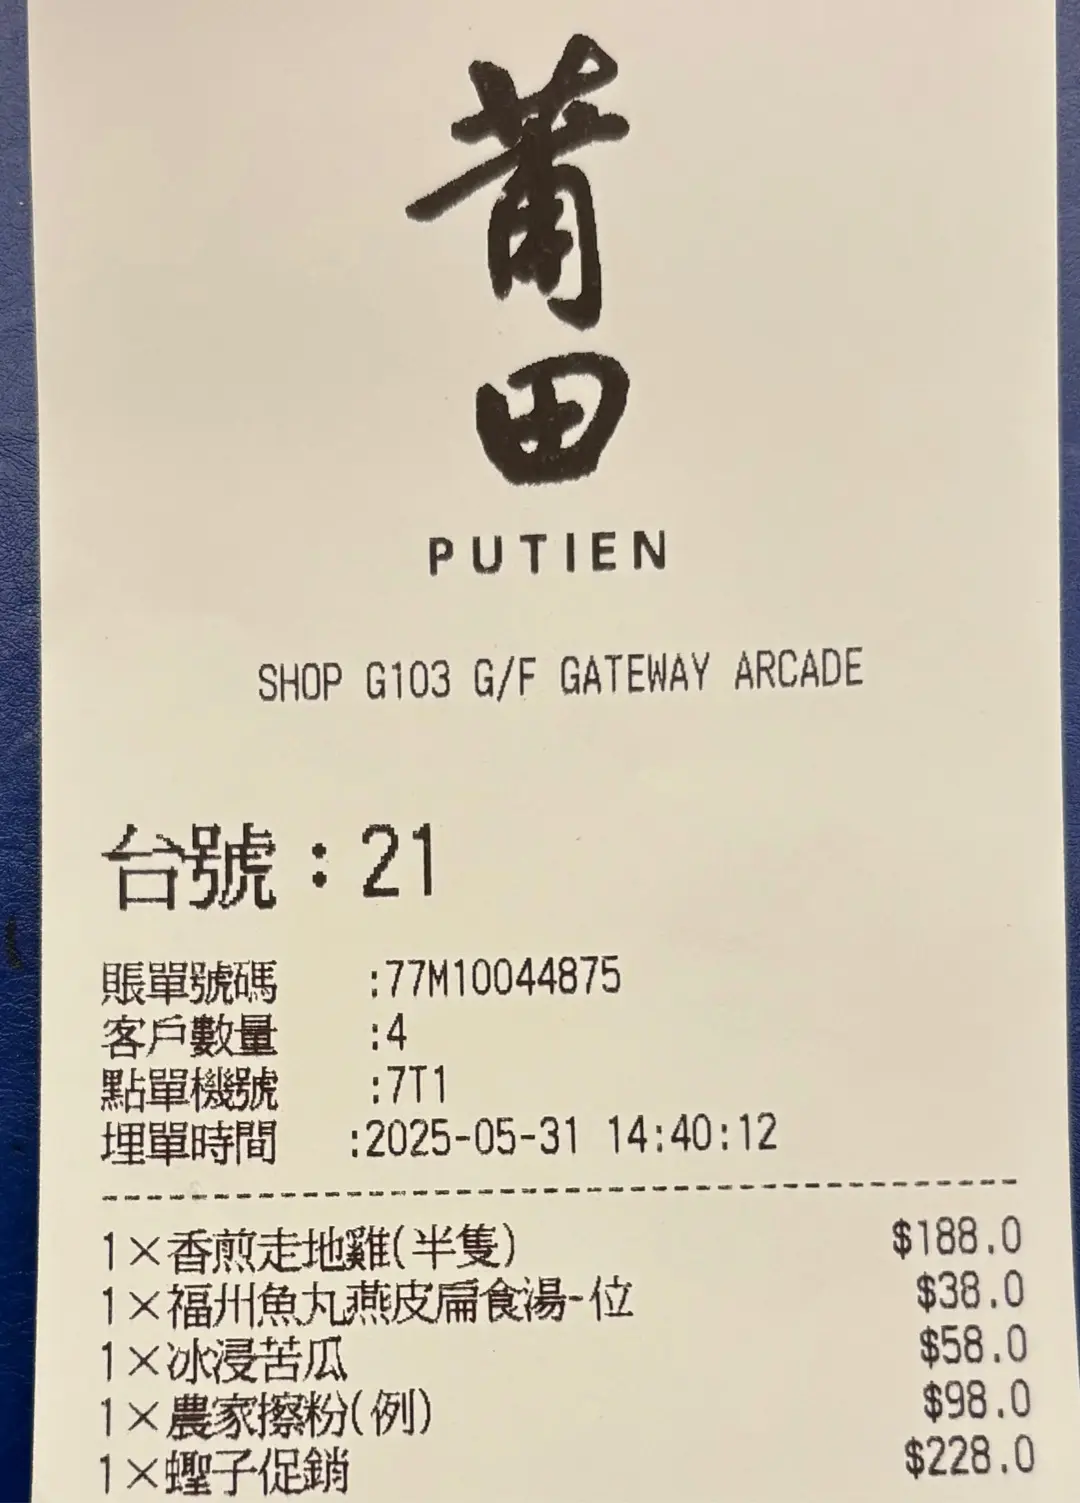 莆田
PUTIEN
SHOP G103 G/F GATEWAY ARCADE
台號：21
賬單號碼 :77M10044875
客戶數量 :4
點單機號 :7T1
埋單時間 :2025-05-31 14:40:12
1×香煎走地雞(半隻) $188.0
1×福州魚丸燕皮扁食湯-位 $38.0
1×冰浸苦瓜 $58.0
1×農家擦粉(例) $98.0
1×蟶子促銷 $228.0